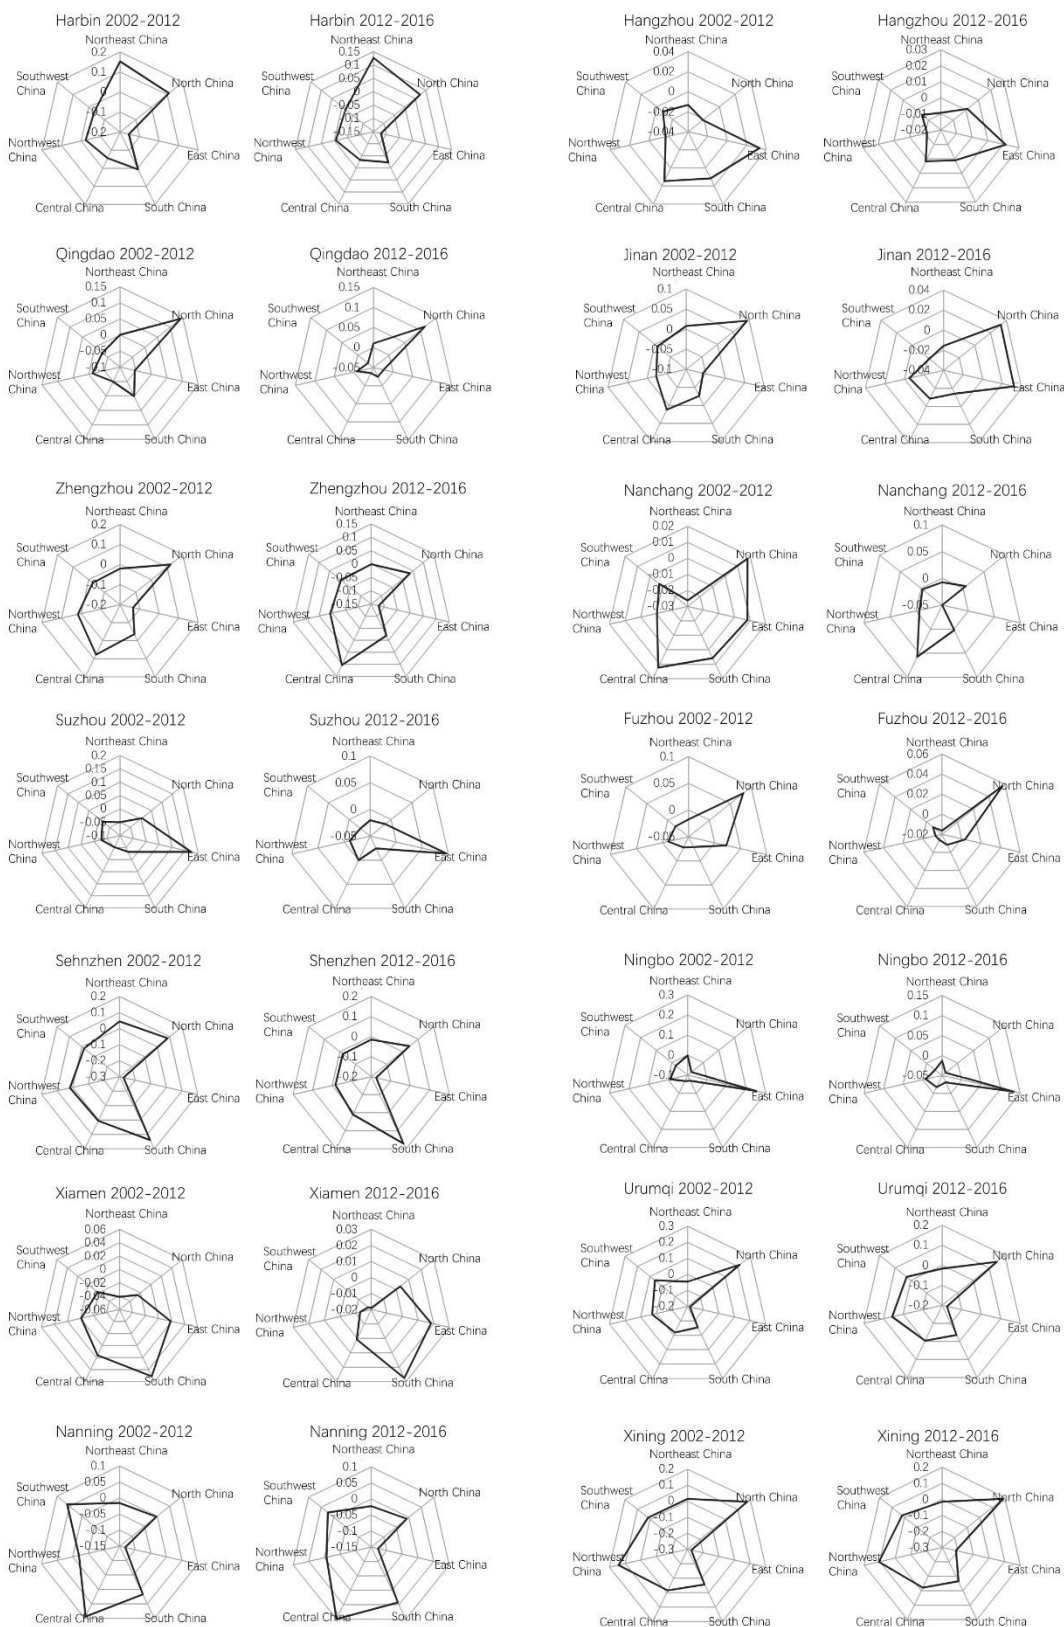 Harbin 2002-2012
Northeast China
0.2
0.1
0
-0.1
-0.2
North China
East China
South China
Central China
Northwest
China
Southwest
China
Harbin 2012-2016
Northeast China
0.15
0.1
0.05
0
-0.05
-0.1
-0.15
North China
East China
South China
Central China
Northwest
China
Southwest
China
Hangzhou 2002-2012
Northeast China
0.04
0.02
0
-0.02
-0.04
North China
East China
South China
Central China
Northwest
China
Southwest
China
Hangzhou 2012-2016
Northeast China
0.03
0.02
0.01
0
-0.01
-0.02
North China
East China
South China
Central China
Northwest
China
Southwest
China
Qingdao 2002-2012
Northeast China
0.15
0.1
0.05
0
-0.05
-0.1
North China
East China
South China
Central China
Northwest
China
Southwest
China
Qingdao 2012-2016
Northeast China
0.15
0.1
0.05
0
-0.05
North China
East China
South China
Central China
Northwest
China
Southwest
China
Jinan 2002-2012
Northeast China
0.1
0.05
0
-0.05
-0.1
North China
East China
South China
Central China
Northwest
China
Southwest
China
Jinan 2012-2016
Northeast China
0.04
0.02
0
-0.02
-0.04
North China
East China
South China
Central China
Northwest
China
Southwest
China
Zhengzhou 2002-2012
Northeast China
0.2
0.1
0
-0.1
-0.2
North China
East China
South China
Central China
Northwest
China
Southwest
China
Zhengzhou 2012-2016
Northeast China
0.15
0.1
0.05
0
-0.05
-0.1
-0.15
North China
East China
South China
Central China
Northwest
China
Southwest
China
Nanchang 2002-2012
Northeast China
0.02
0.01
0
-0.01
-0.02
-0.03
North China
East China
South China
Central China
Northwest
China
Southwest
China
Nanchang 2012-2016
Northeast China
0.1
0.05
0
-0.05
North China
East China
South China
Central China
Northwest
China
Southwest
China
Suzhou 2002-2012
Northeast China
0.2
0.15
0.1
0.05
0
-0.05
-0.1
North China
East China
South China
Central China
Northwest
China
Southwest
China
Suzhou 2012-2016
Northeast China
0.1
0.05
0
-0.05
North China
East China
South China
Central China
Northwest
China
Southwest
China
Fuzhou 2002-2012
Northeast China
0.1
0.05
0
-0.05
North China
East China
South China
Central China
Northwest
China
Southwest
China
Fuzhou 2012-2016
Northeast China
0.06
0.04
0.02
0
-0.02
North China
East China
South China
Central China
Northwest
China
Southwest
China
Sehnzhen 2002-2012
Northeast China
0.2
0.1
0
-0.1
-0.2
-0.3
North China
East China
South China
Central China
Northwest
China
Southwest
China
Shenzhen 2012-2016
Northeast China
0.2
0.1
0
-0.1
-0.2
North China
East China
South China
Central China
Northwest
China
Southwest
China
Ningbo 2002-2012
Northeast China
0.3
0.2
0.1
0
-0.1
North China
East China
South China
Central China
Northwest
China
Southwest
China
Ningbo 2012-2016
Northeast China
0.15
0.1
0.05
0
-0.05
North China
East China
South China
Central China
Northwest
China
Southwest
China
Xiamen 2002-2012
Northeast China
0.06
0.04
0.02
0
-0.02
-0.04
-0.06
North China
East China
South China
Central China
Northwest
China
Southwest
China
Xiamen 2012-2016
Northeast China
0.03
0.02
0.01
0
-0.01
-0.02
North China
East China
South China
Central China
Northwest
China
Southwest
China
Urumqi 2002-2012
Northeast China
0.3
0.2
0.1
0
-0.1
-0.2
North China
East China
South China
Central China
Northwest
China
Southwest
China
Urumqi 2012-2016
Northeast China
0.2
0.1
0
-0.1
-0.2
North China
East China
South China
Central China
Northwest
China
Southwest
China
Nanning 2002-2012
Northeast China
0.1
0.05
0
-0.05
-0.1
-0.15
North China
East China
South China
Central China
Northwest
China
Southwest
China
Nanning 2012-2016
Northeast China
0.1
0.05
0
-0.05
-0.1
-0.15
North China
East China
South China
Central China
Northwest
China
Southwest
China
Xining 2002-2012
Northeast China
0.2
0.1
0
-0.1
-0.2
-0.3
North China
East China
South China
Central China
Northwest
China
Southwest
China
Xining 2012-2016
Northeast China
0.2
0.1
0
-0.1
-0.2
-0.3
North China
East China
South China
Central China
Northwest
China
Southwest
China